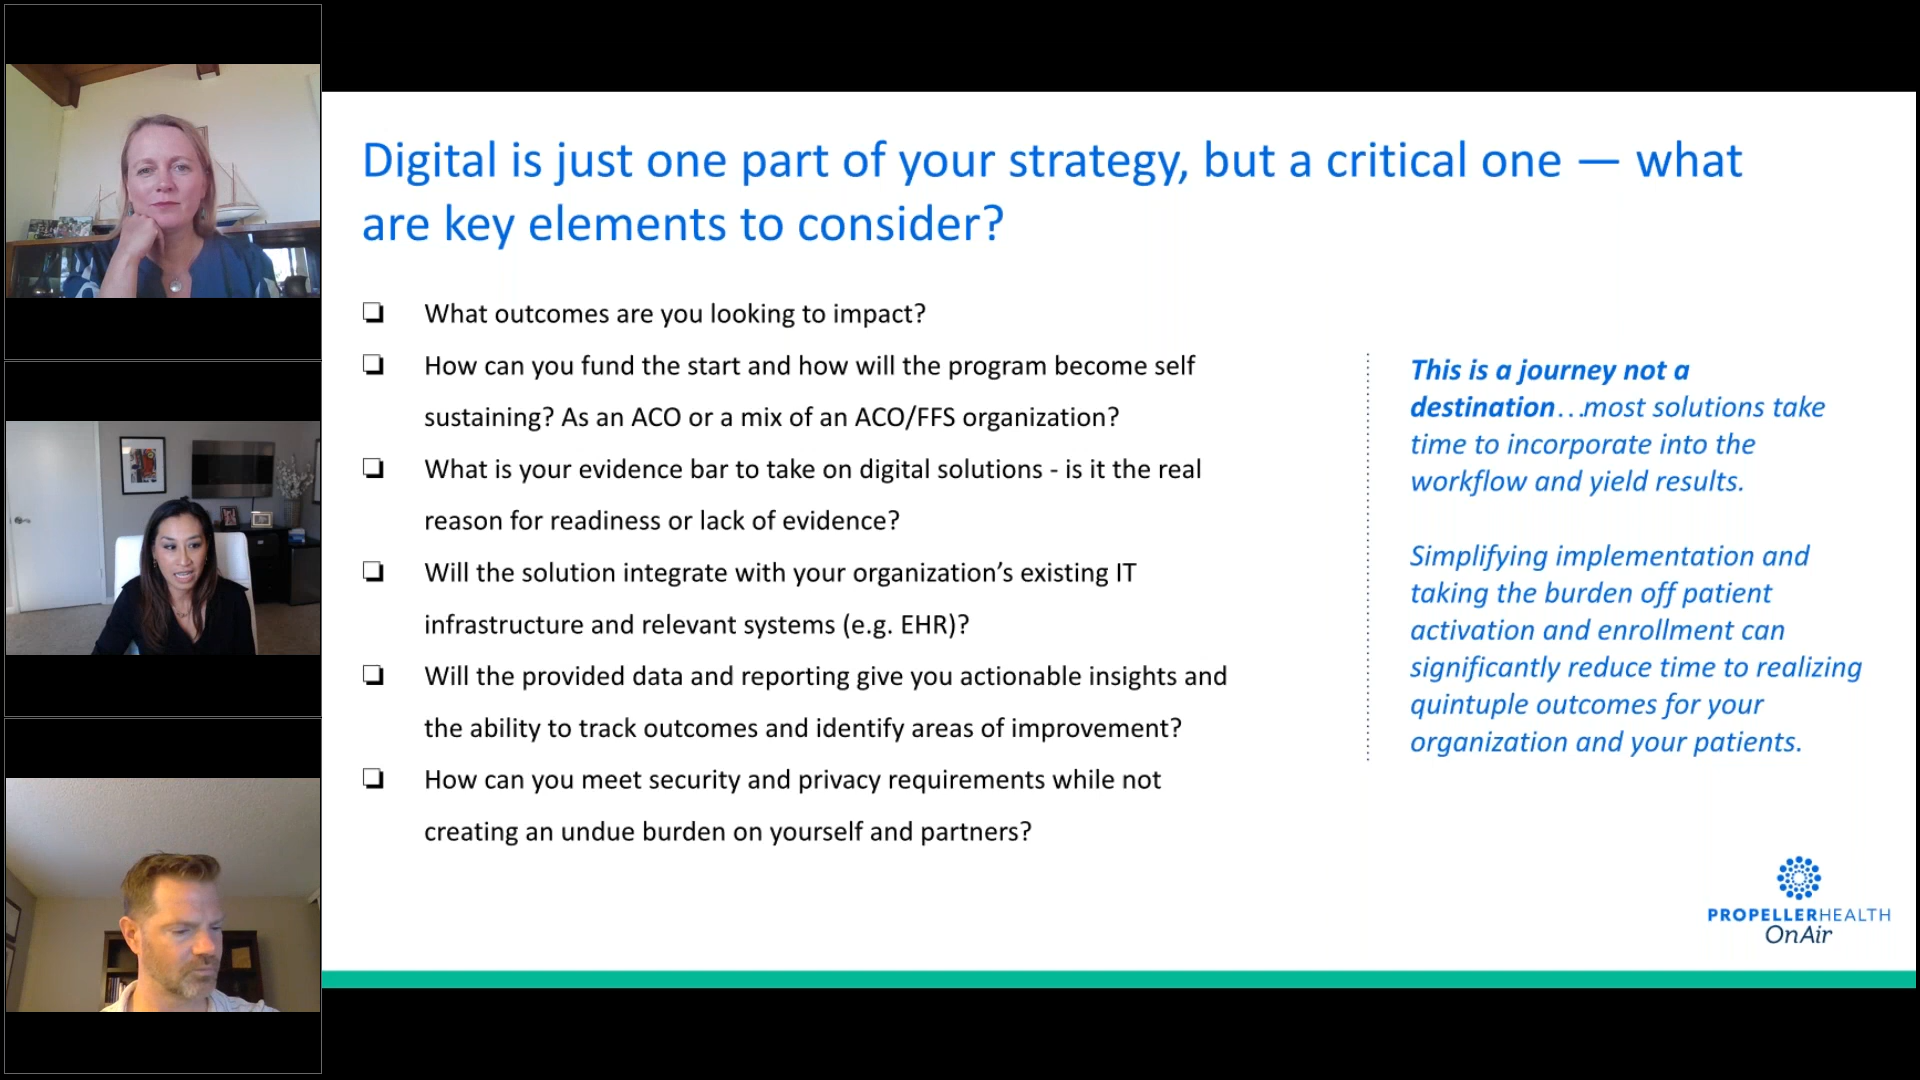 Digital is just one part of your strategy, but a critical one — what
are key elements to consider?
❏ What outcomes are you looking to impact?
❏ How can you fund the start and how will the program become self
sustaining? As an ACO or a mix of an ACO/FFS organization?
❏ What is your evidence bar to take on digital solutions - is it the real
reason for readiness or lack of evidence?
❏ Will the solution integrate with your organization’s existing IT
infrastructure and relevant systems (e.g. EHR)?
❏ Will the provided data and reporting give you actionable insights and
the ability to track outcomes and identify areas of improvement?
❏ How can you meet security and privacy requirements while not
creating an undue burden on yourself and partners?
This is a journey not a
destination…most solutions take
time to incorporate into the
workflow and yield results.
Simplifying implementation and
taking the burden off patient
activation and enrollment can
significantly reduce time to realizing
quintuple outcomes for your
organization and your patients.
PROPELLERHEALTH
OnAir